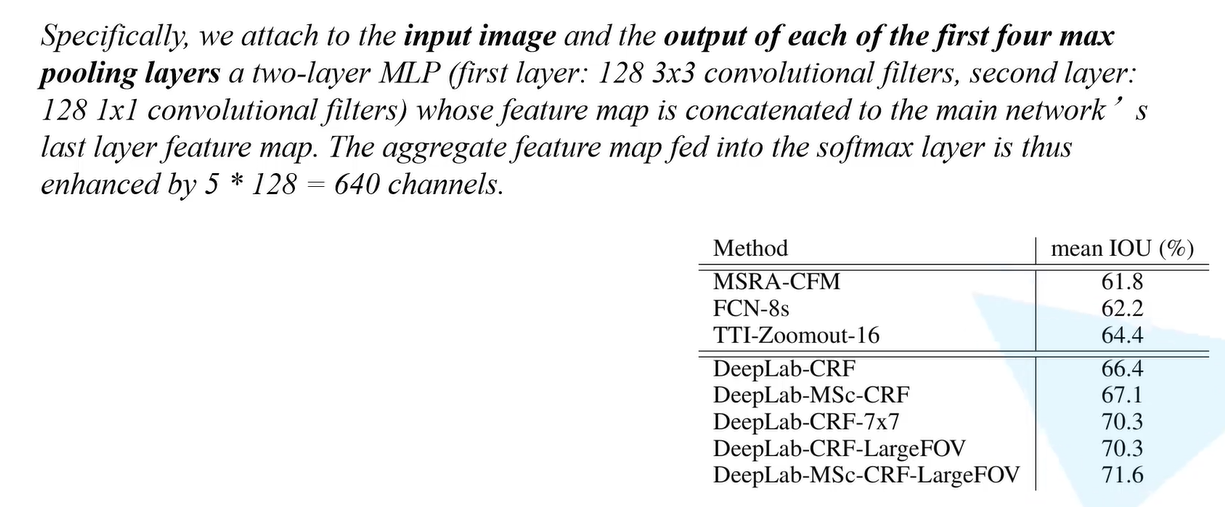 Specifically, we attach to the input image and the output of each of the first four max
pooling layers a two-layer MLP (first layer: 128 3x3 convolutional filters, second layer:
128 1x1 convolutional filters) whose feature map is concatenated to the main network’s
last layer feature map. The aggregate feature map fed into the softmax layer is thus
enhanced by 5 * 128 = 640 channels.
Method mean IOU (%)
MSRA-CFM 61.8
FCN-8s 62.2
TTI-Zoomout-16 64.4
DeepLab-CRF 66.4
DeepLab-MSc-CRF 67.1
DeepLab-CRF-7x7 70.3
DeepLab-CRF-LargeFOV 70.3
DeepLab-MSc-CRF-LargeFOV 71.6